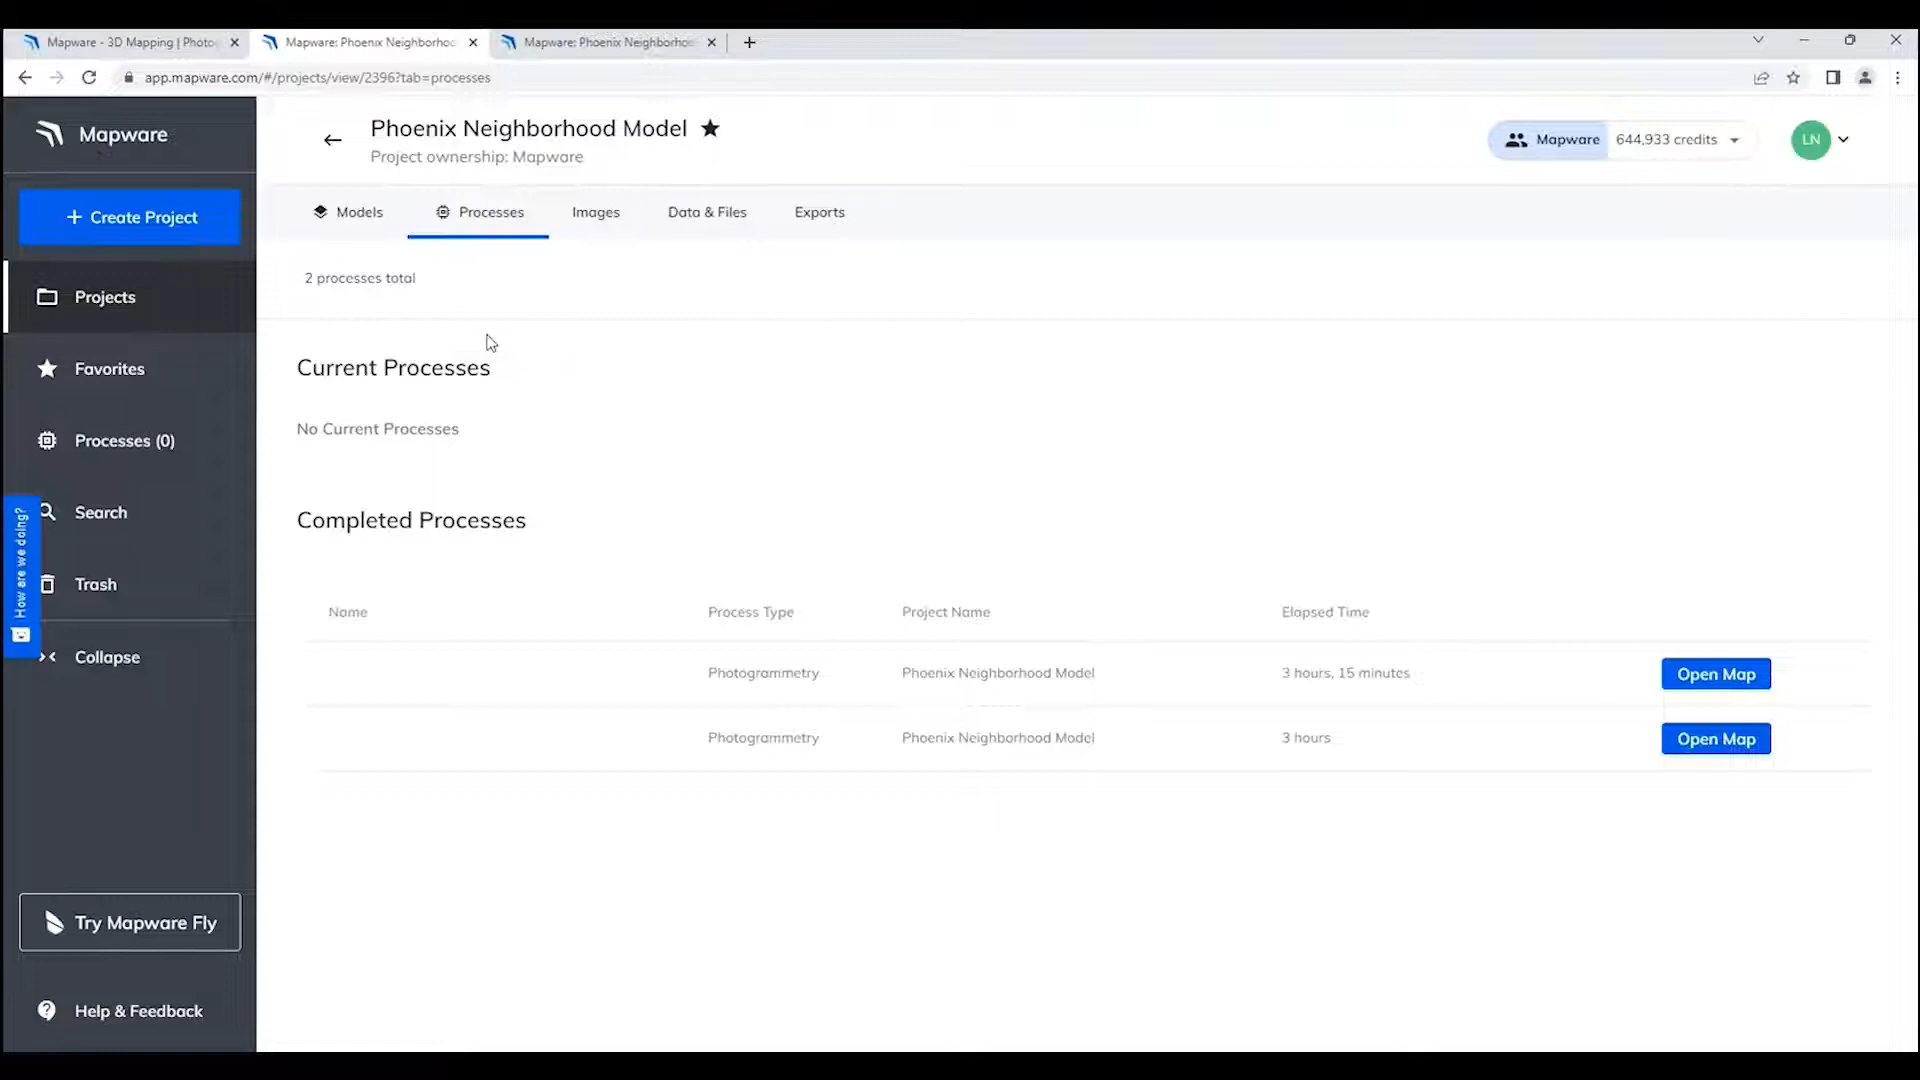 Mapware - 3D Mapping | Photo
Mapware: Phoenix Neighborhoo
Mapware: Phoenix Neighborhoo
app.mapware.com/#/projects/view/2396?tab=processes
Mapware
Phoenix Neighborhood Model
Project ownership: Mapware
Mapware 644,933 credits
LN
+ Create Project
Models Processes Images Data & Files Exports
2 processes total
Projects
Favorites
Processes (0)
Search
Trash
Collapse
How are we doing?
Try Mapware Fly
Help & Feedback
Current Processes
No Current Processes
Completed Processes
Name Process Type Project Name Elapsed Time
Photogrammetry Phoenix Neighborhood Model 3 hours, 15 minutes Open Map
Photogrammetry Phoenix Neighborhood Model 3 hours Open Map